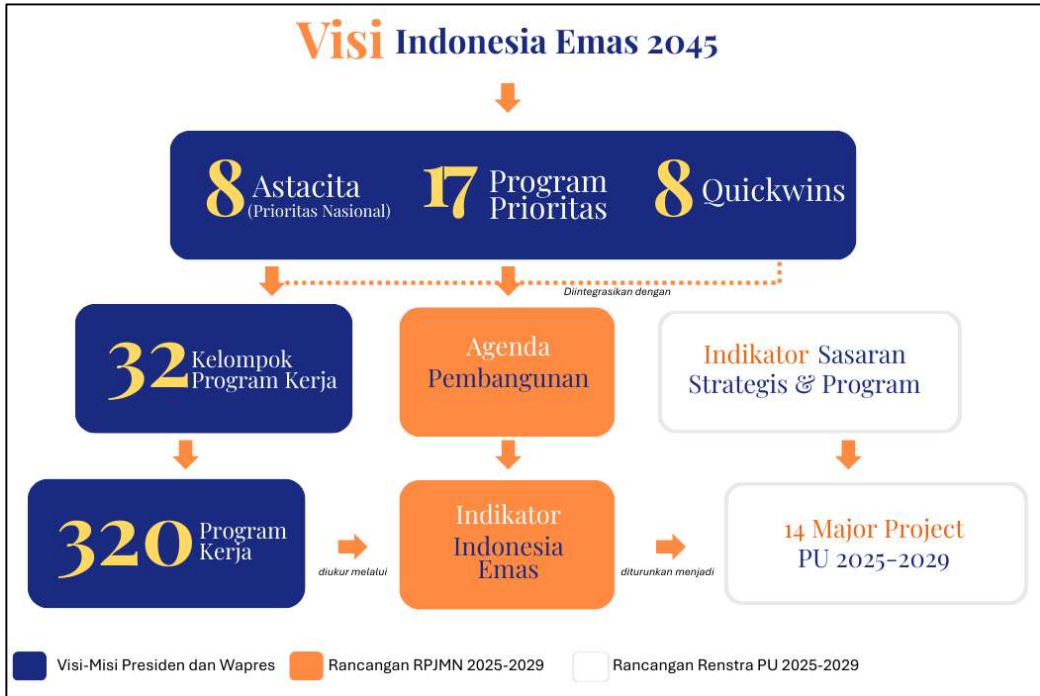 Visi Indonesia Emas 2045
8 Astacita
(Prioritas Nasional)
17 Program
Prioritas
8 Quickwins
Diintegrasikan dengan
32 Kelompok
Program Kerja
Agenda
Pembangunan
Indikator Sasaran
Strategis & Program
320 Program
Kerja
diukur melalui
Indikator
Indonesia
Emas
diturunkan menjadi
14 Major Project
PU 2025-2029
Visi-Misi Presiden dan Wapres
Rancangan RPJMN 2025-2029
Rancangan Renstra PU 2025-2029